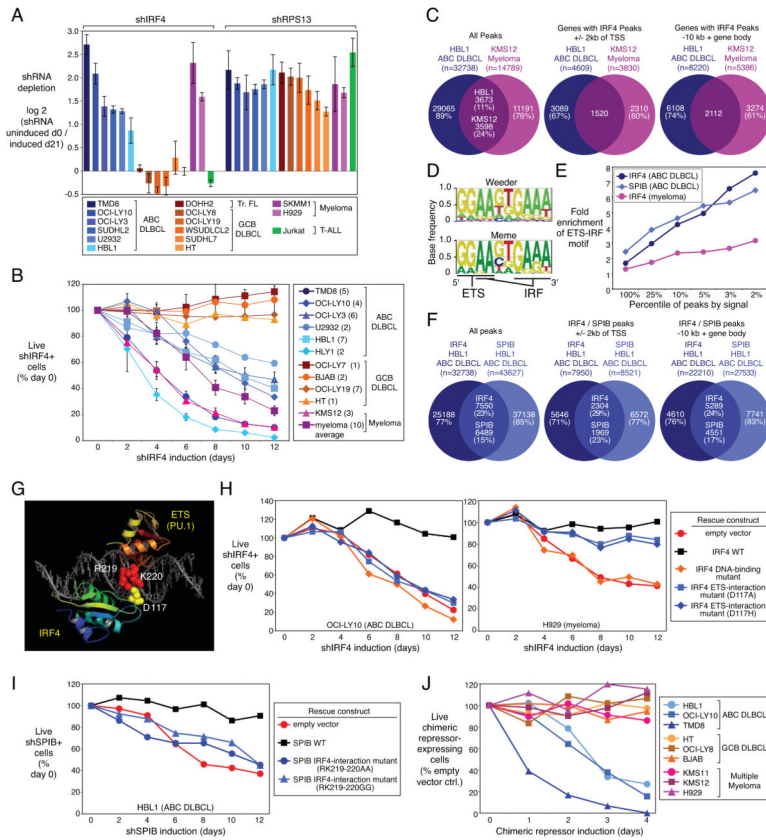 A
shIRF4
shRPS13
shRNA
depletion
log 2
(shRNA
uninduced d0 /
induced d21)
3.0
2.5
2.0
1.5
1.0
0.5
0
-0.5
TMD8
OCI-LY10
OCI-LY3
SUDHL2
U2932
HBL1
ABC
DLBCL
DOHH2
OCI-LY8
OCI-LY19
WSUDLCL2
SUDHL7
HT
Tr. FL
GCB
DLBCL
SKMM1
H929
Myeloma
Jurkat
T-ALL
B
Live
shIRF4+
cells
(% day 0)
120
100
80
60
40
20
0
0 2 4 6 8 10 12
shIRF4 induction (days)
TMD8 (5)
OCI-LY10 (4)
OCI-LY3 (6)
U2932 (2)
HBL1 (7)
HLY1 (2
ABC
DLBCL
OCI-LY7 (1)
BJAB (2)
OCI-LY19 (7)
HT (1)
GCB
DLBCL
KMS12 (3)
myeloma (10)
average
Myeloma
C
All Peaks
HBL1
ABC DLBCL
(n=32738)
KMS12
Myeloma
(n=14789)
29065
89%
HBL1
3673
(11%)
KMS12
3598
(24%)
11191
(76%)
Genes with IRF4 Peaks
+/- 2kb of TSS
HBL1
ABC DLBCL
(n=4609)
KMS12
Myeloma
(n=3830)
3089
(67%)
1520
2310
(60%)
Genes with IRF4 Peaks
-10 kb + gene body
HBL1
ABC DLBCL
(n=8220)
KMS12
Myeloma
(n=5386)
6108
(74%)
2112
3274
(61%)
D
Weeder
Meme
Base frequency
5'
3'
ETS
IRF
E
Fold
enrichment
of ETS-IRF
motif
8
7
6
5
4
3
2
1
0
IRF4 (ABC DLBCL)
SPIB (ABC DLBCL)
IRF4 (myeloma)
100% 25% 10% 5% 3% 2%
Percentile of peaks by signal
F
All peaks
IRF4
HBL1
ABC DLBCL
(n=32738)
SPIB
HBL1
ABC DLBCL
(n=43627)
25188
77%
IRF4
7550
(23%)
SPIB
6489
(15%)
37138
(85%)
IRF4 / SPIB peaks
+/- 2kb of TSS
IRF4
HBL1
ABC DLBCL
(n=7950)
SPIB
HBL1
ABC DLBCL
(n=8521)
5646
(71%)
IRF4
2304
(29%)
SPIB
1969
(23%)
6572
(77%)
IRF4 / SPIB peaks
-10 kb + gene body
IRF4
HBL1
ABC DLBCL
(n=22210)
SPIB
HBL1
ABC DLBCL
(n=27533)
4610
(76%)
IRF4
5289
(24%)
SPIB
4551
(17%)
7741
(83%)
G
ETS
(PU.1)
R219
K220
D117
IRF4
H
Live
shIRF4+
cells
(% day 0)
140
120
100
80
60
40
20
0
OCI-LY10 (ABC DLBCL)
0 2 4 6 8 10 12
shIRF4 induction (days)
120
100
80
60
40
20
0
H929 (myeloma)
0 2 4 6 8 10 12
shIRF4 induction (days)
Rescue construct
empty vector
IRF4 WT
IRF4 DNA-binding
mutant
IRF4 ETS-interaction
mutant (D117A)
IRF4 ETS-interaction
mutant (D117H)
I
Live
shSPIB+
cells
(% day 0)
120
100
80
60
40
20
0
HBL1 (ABC DLBCL)
0 2 4 6 8 10 12
shSPIB induction (days)
Rescue construct
empty vector
SPIB WT
SPIB IRF4-interaction mutant
(RK219-220AA)
SPIB IRF4-interaction mutant
(RK219-220GG)
J
Live
chimeric
repressor-
expressing
cells
(% empty
vector ctrl.)
120
100
80
60
40
20
0
0 1 2 3 4
Chimeric repressor induction (days)
HBL1
OCI-LY10
TMD8
ABC DLBCL
HT
OCI-LY8
BJAB
GCB DLBCL
KMS11
KMS12
H929
Multiple
Myeloma